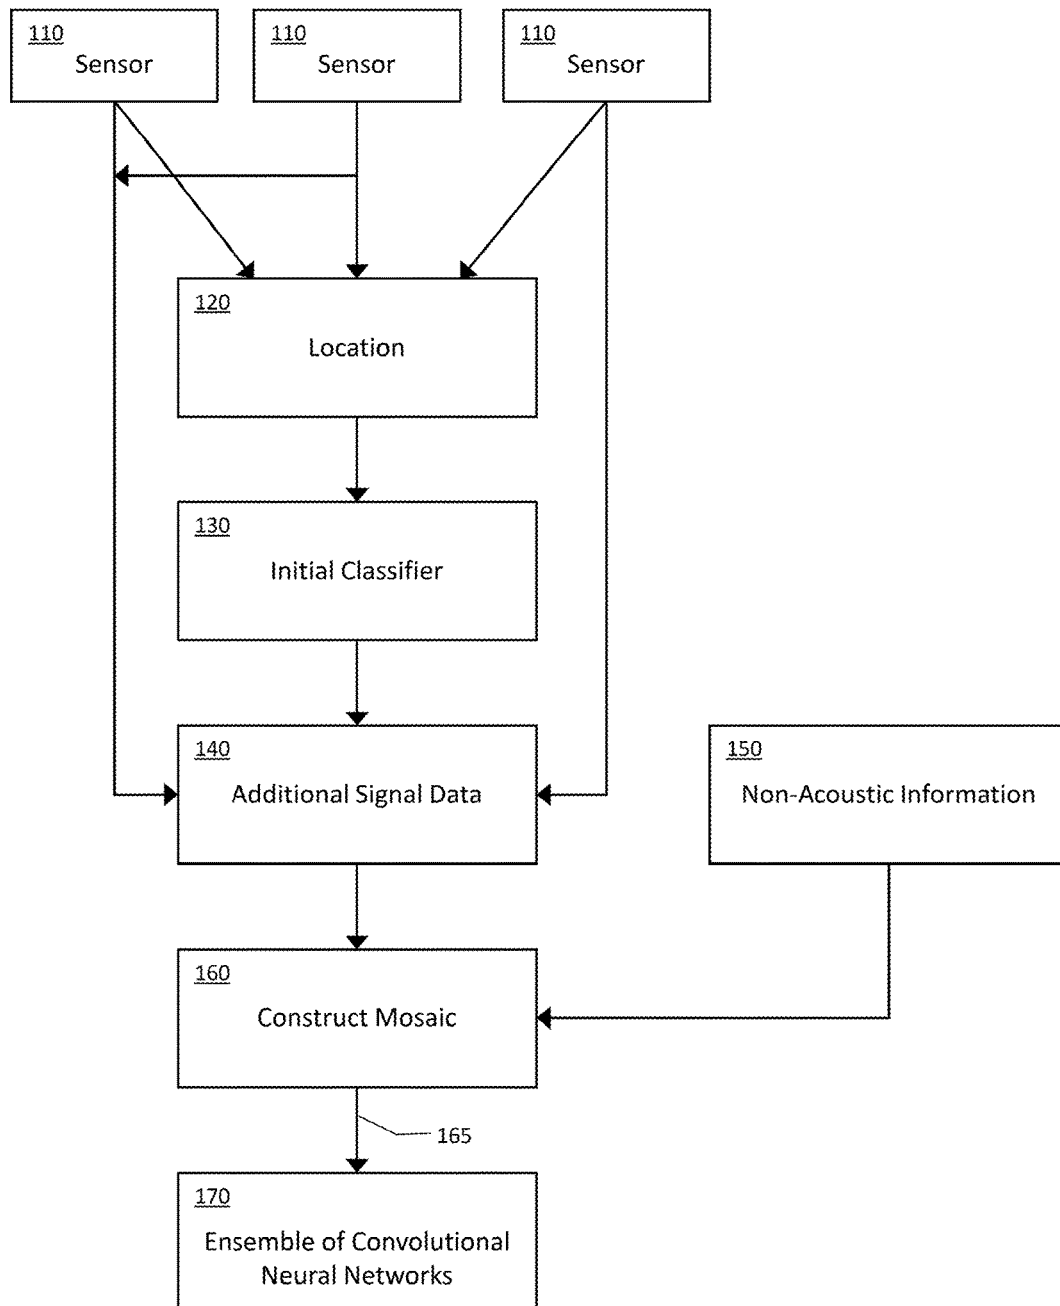 110 110 110
Sensor Sensor Sensor
120
Location
130
Initial Classifier
140
Additional Signal Data
150
Non-Acoustic Information
160
Construct Mosaic
165
170
Ensemble of Convolutional
Neural Networks